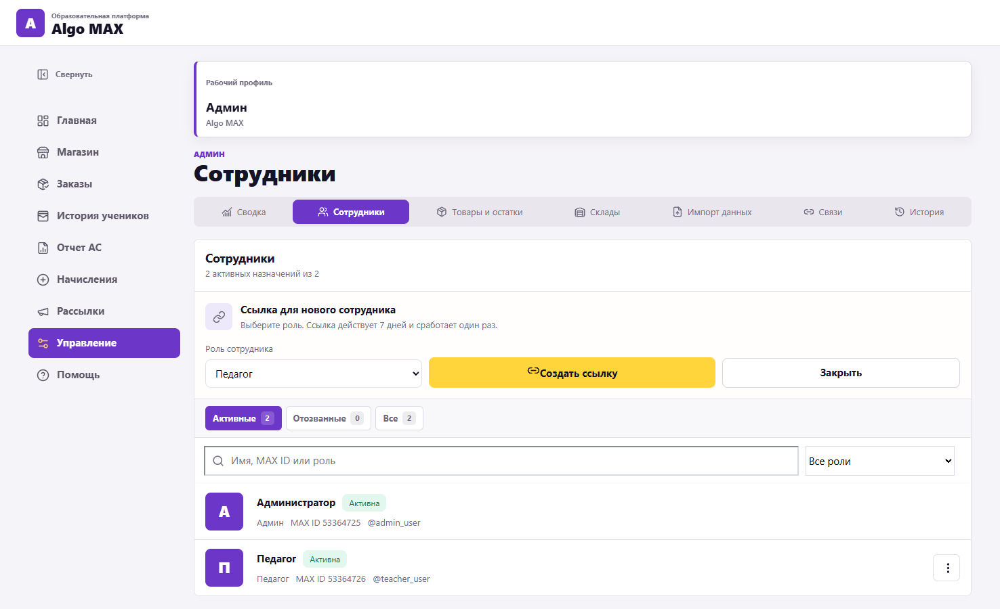 А
Образовательная платформа
Algo MAX
Свернуть
Главная
Магазин
Заказы
История учеников
Отчет АС
Начисления
Рассылки
Управление
Помощь
Рабочий профиль
Админ
Algo MAX
АДМИН
Сотрудники
Сводка
Сотрудники
Товары и остатки
Склады
Импорт данных
Связи
История
Сотрудники
2 активных назначений из 2
Ссылка для нового сотрудника
Выберите роль. Ссылка действует 7 дней и сработает один раз.
Роль сотрудника
Педагог
Создать ссылку
Закрыть
Активные 2
Отозванные 0
Все 2
Имя, MAX ID или роль
Все роли
А
Администратор Активна
Админ MAX ID 53364725 @admin_user
П
Педагог Активна
Педагог MAX ID 53364726 @teacher_user